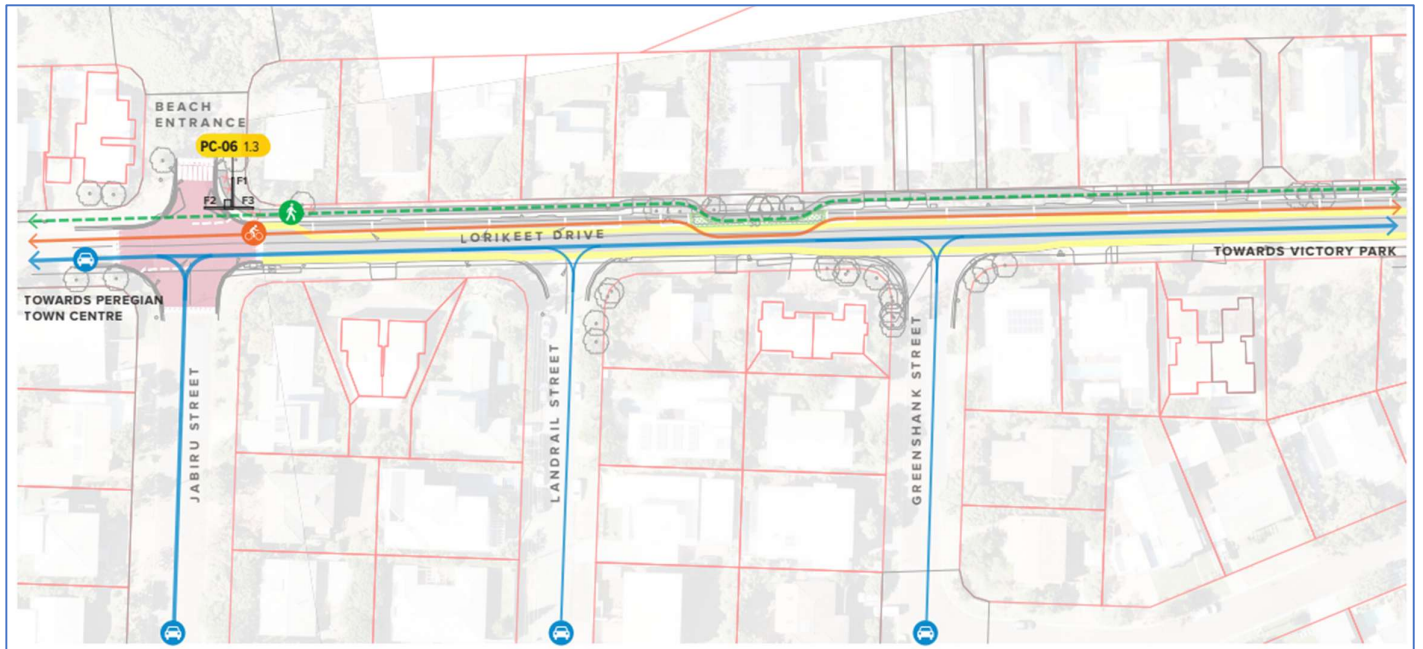 BEACH
ENTRANCE
PC-06 1.3
F1
F2 F3
LORIKEET DRIVE
TOWARDS VICTORY PARK
TOWARDS PEREGIAN
TOWN CENTRE
JABIRU STREET
LANDRAIL STREET
GREENSHANK STREET